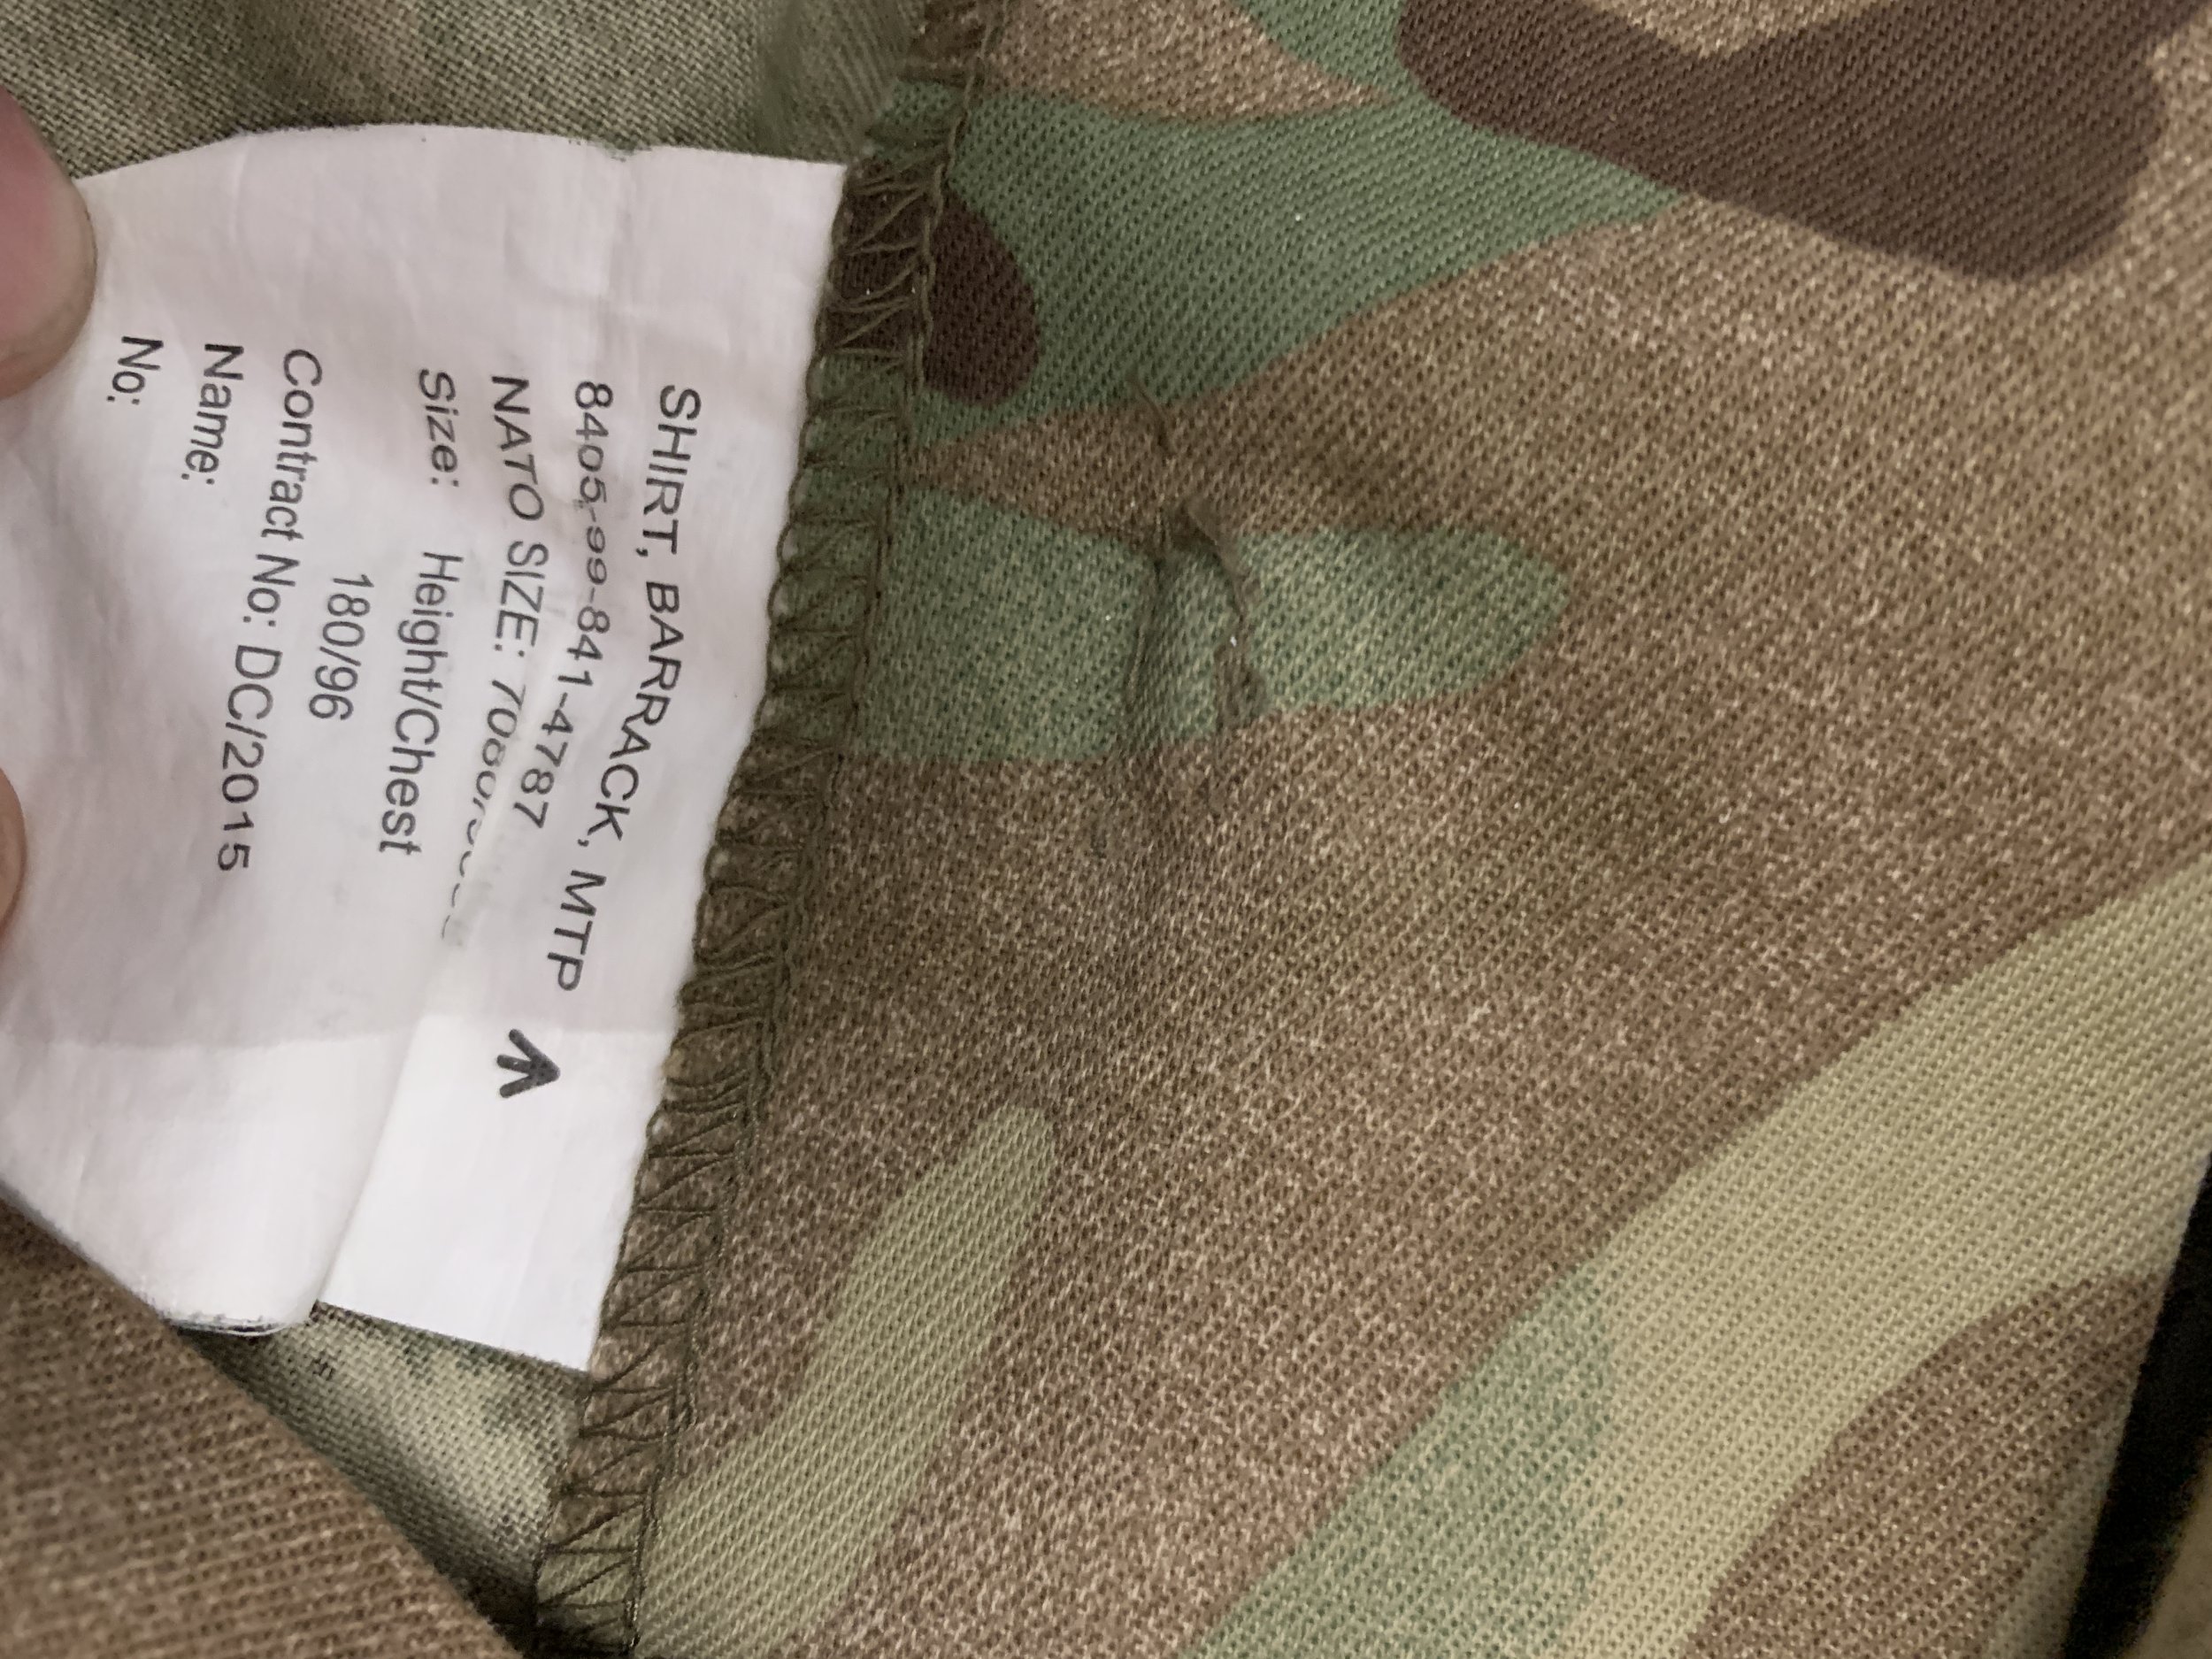 SHIRT, BARRACK, MTP
8405-99-841-4787
NATO SIZE:
Size: Height/Chest
180/96
Contract No: DC/2015
Name:
No: